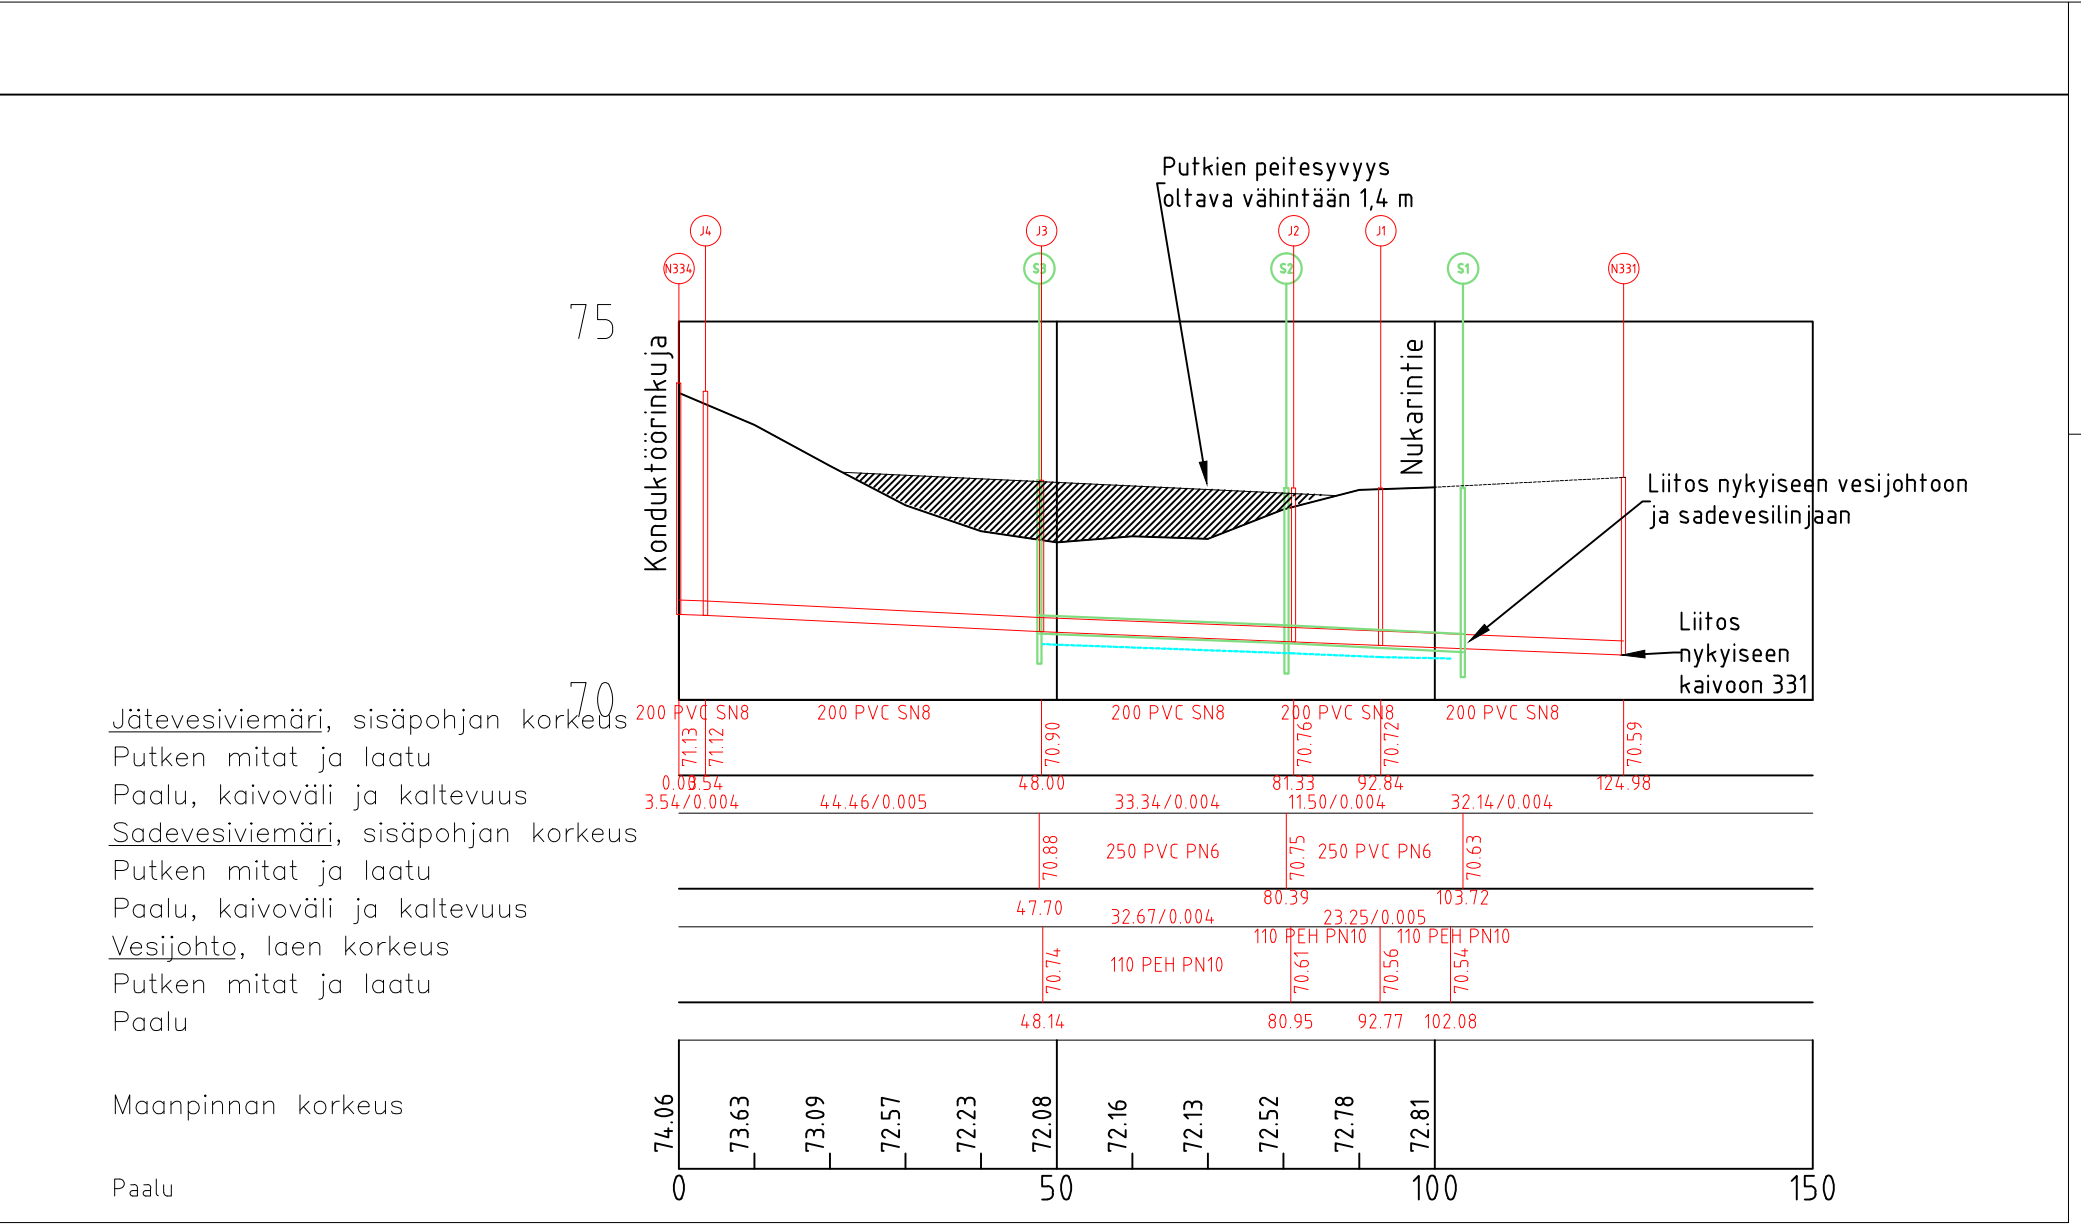 Putkien peitesyvyys
oltava vähintään 1,4 m
J4
J3
J2
J1
N334
S3
S2
S1
N331
75
Konduktöörinkuja
Nukarintie
Liitos nykyiseen vesijohtoon
ja sadevesilinjaan
Liitos
nykyiseen
kaivoon 331
70
Jätevesiviemäri, sisäpohjan korkeus
200 PVC SN8 200 PVC SN8 200 PVC SN8 200 PVC SN8 200 PVC SN8
71.13 71.12 70.90 70.76 70.72 70.59
Putken mitat ja laatu
0.00 3.54 48.00 81.33 92.84 124.98
Paalu, kaivoväli ja kaltevuus
3.54/0.004 44.46/0.005 33.34/0.004 11.50/0.004 32.14/0.004
Sadevesiviemäri, sisäpohjan korkeus
70.88 250 PVC PN6 70.75 250 PVC PN6 70.63
Putken mitat ja laatu
Paalu, kaivoväli ja kaltevuus
47.70 80.39 103.72
32.67/0.004 23.25/0.005
Vesijohto, laen korkeus
110 PEH PN10 110 PEH PN10
70.74 110 PEH PN10 70.61 70.56 70.54
Putken mitat ja laatu
Paalu
48.14 80.95 92.77 102.08
Maanpinnan korkeus
74.06 73.63 73.09 72.57 72.23 72.08 72.16 72.13 72.52 72.78 72.81
Paalu
0 50 100 150